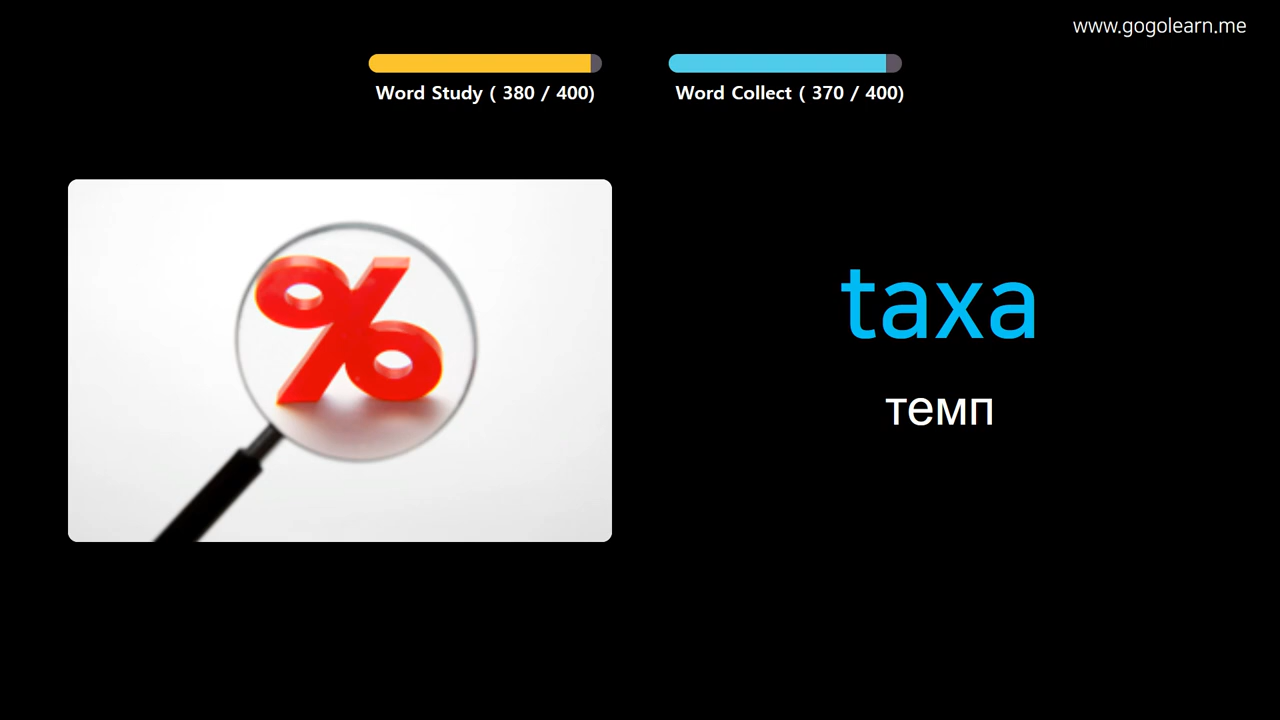 www.gogolearn.me
Word Study ( 380 / 400)
Word Collect ( 370 / 400)
%
taxa
темп